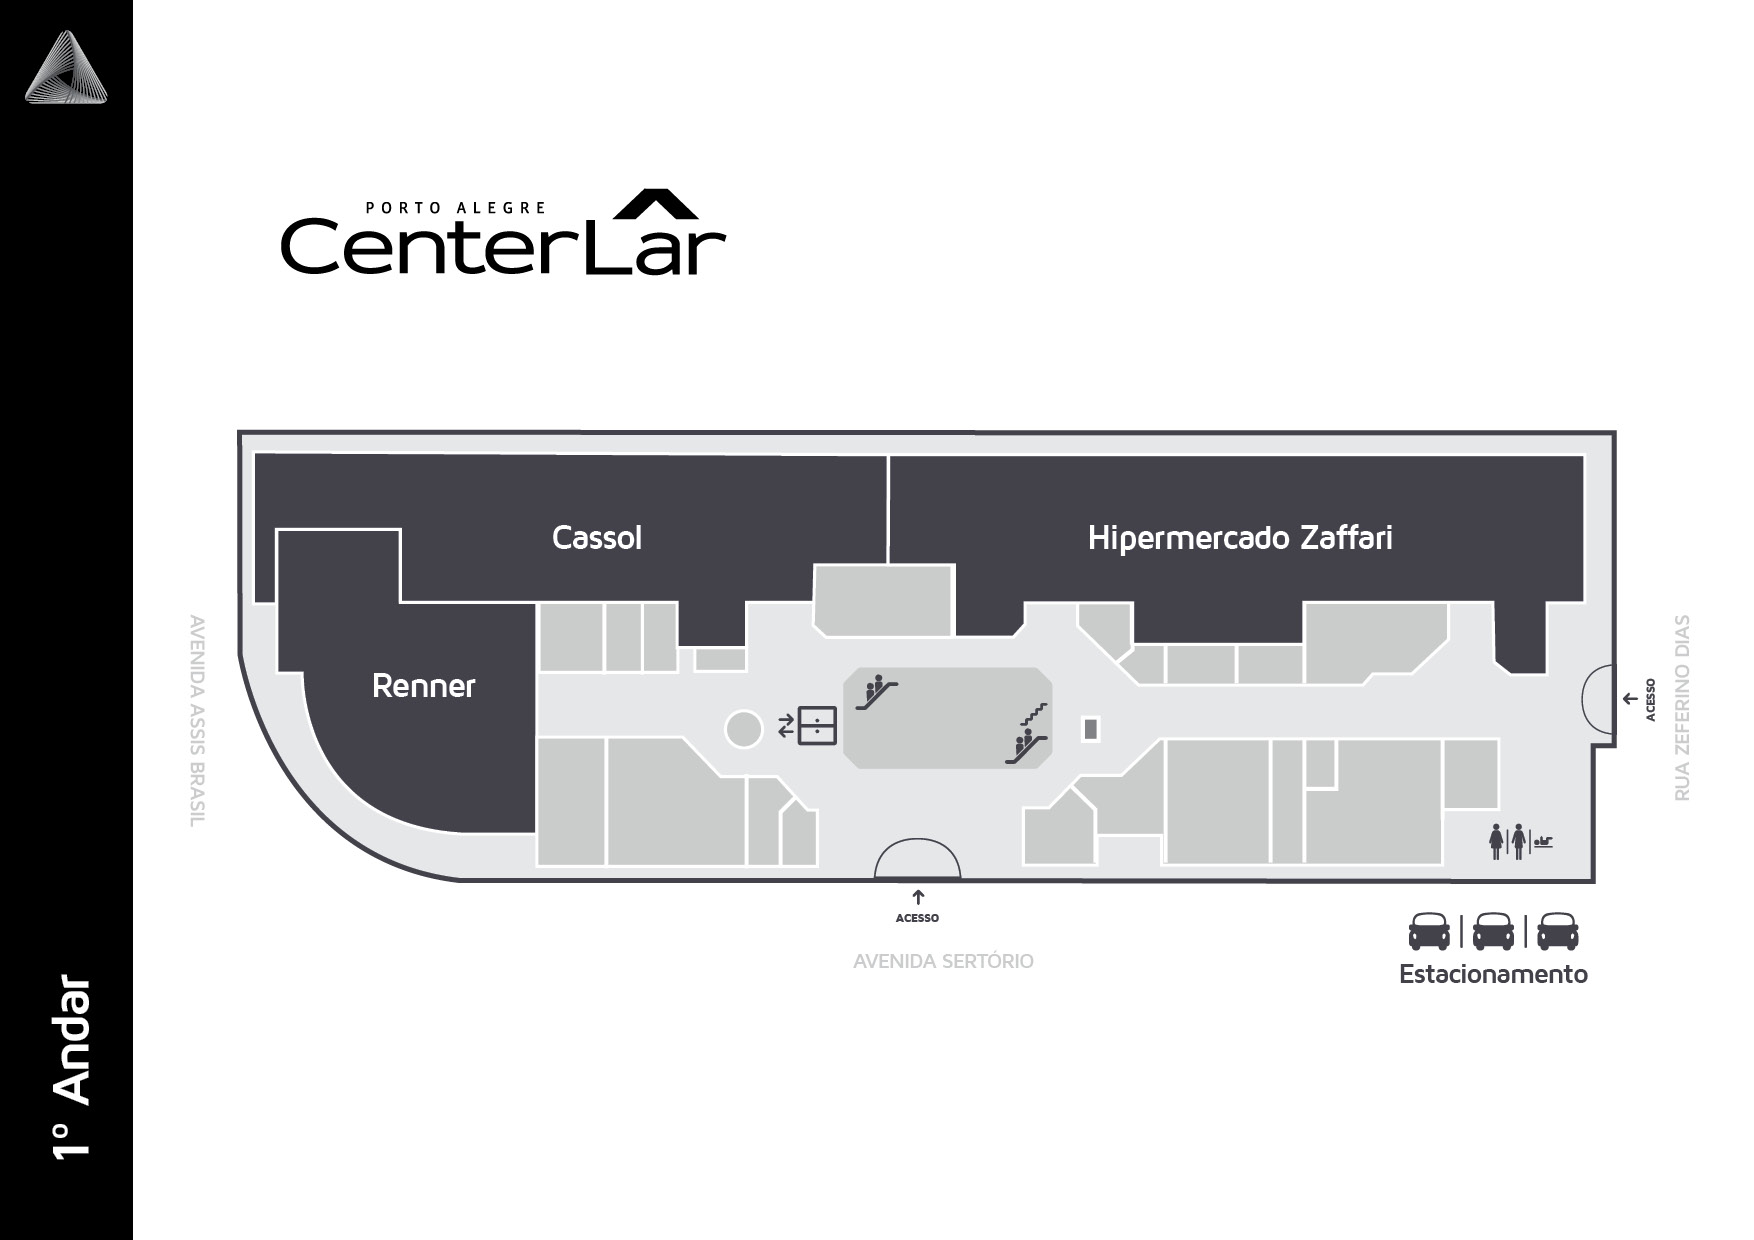 PORTO ALEGRE
CenterLar
Cassol
Hipermercado Zaffari
Renner
AVENIDA ASSIS BRASIL
RUA ZEFERINO DIAS
ACESSO
ACESSO
AVENIDA SERTÓRIO
Estacionamento
1º Andar